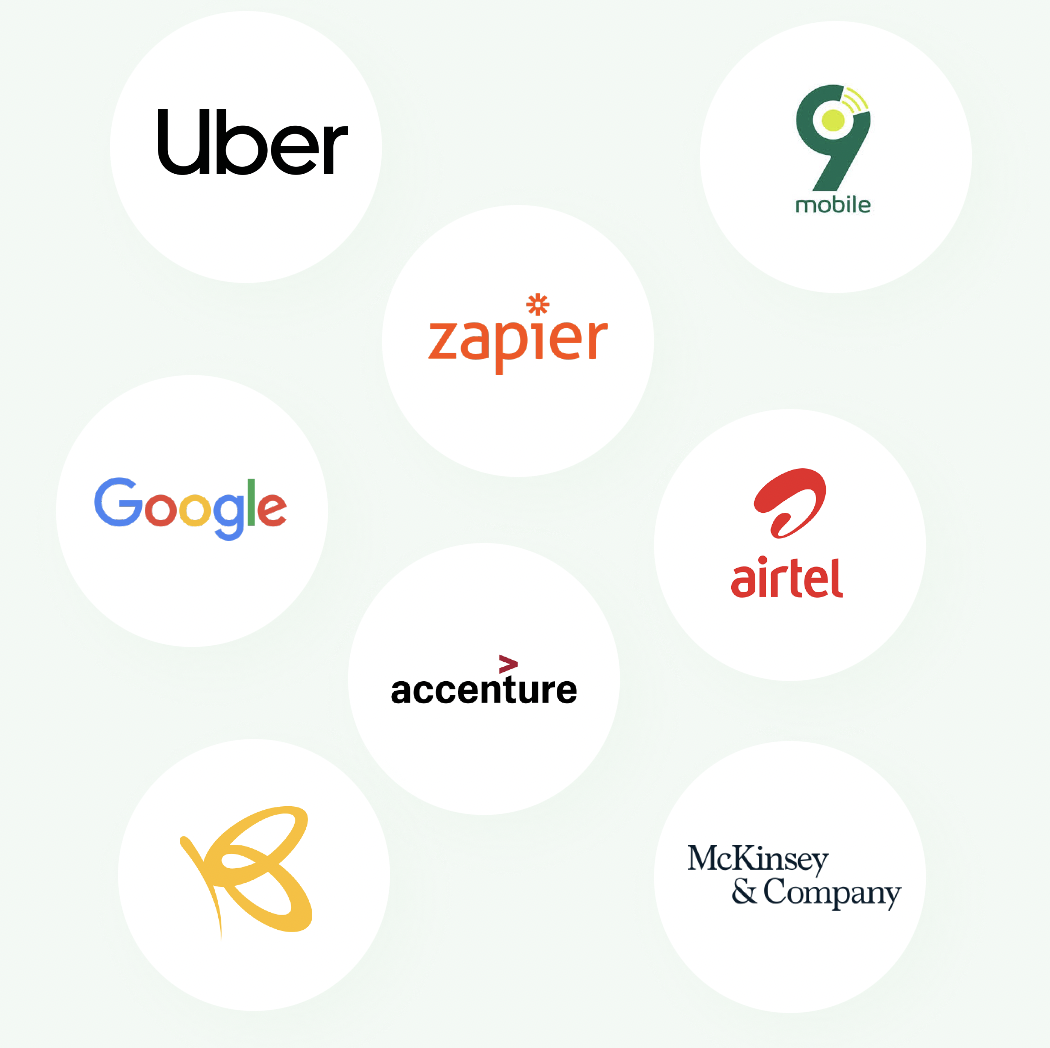 Uber
9
mobile
zapier
Google
airtel
accenture
McKinsey
& Company